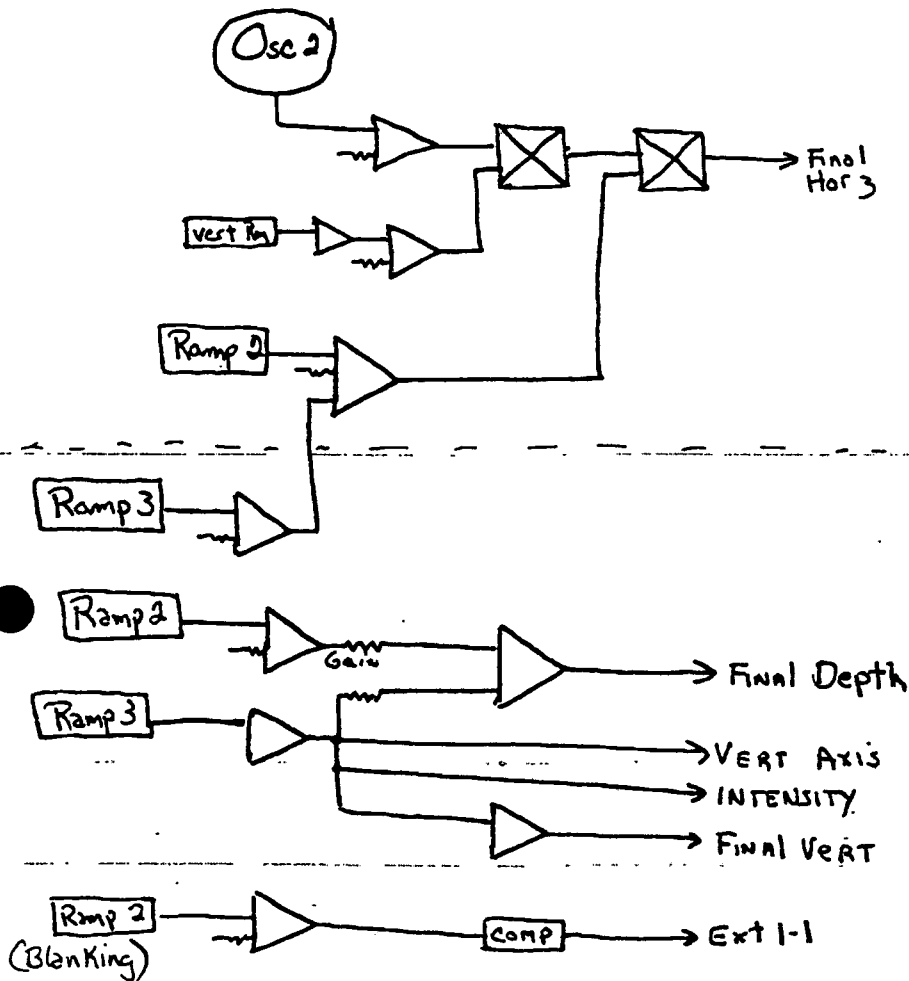 Osc 2
Final
Hor 3
Vert Rm
Ramp 2
Ramp 3
Ramp 2
Gain
Final Depth
Ramp 3
VERT AXIS
INTENSITY
Final VERT
Ramp 2
(Blanking)
comp
Ext 1-1